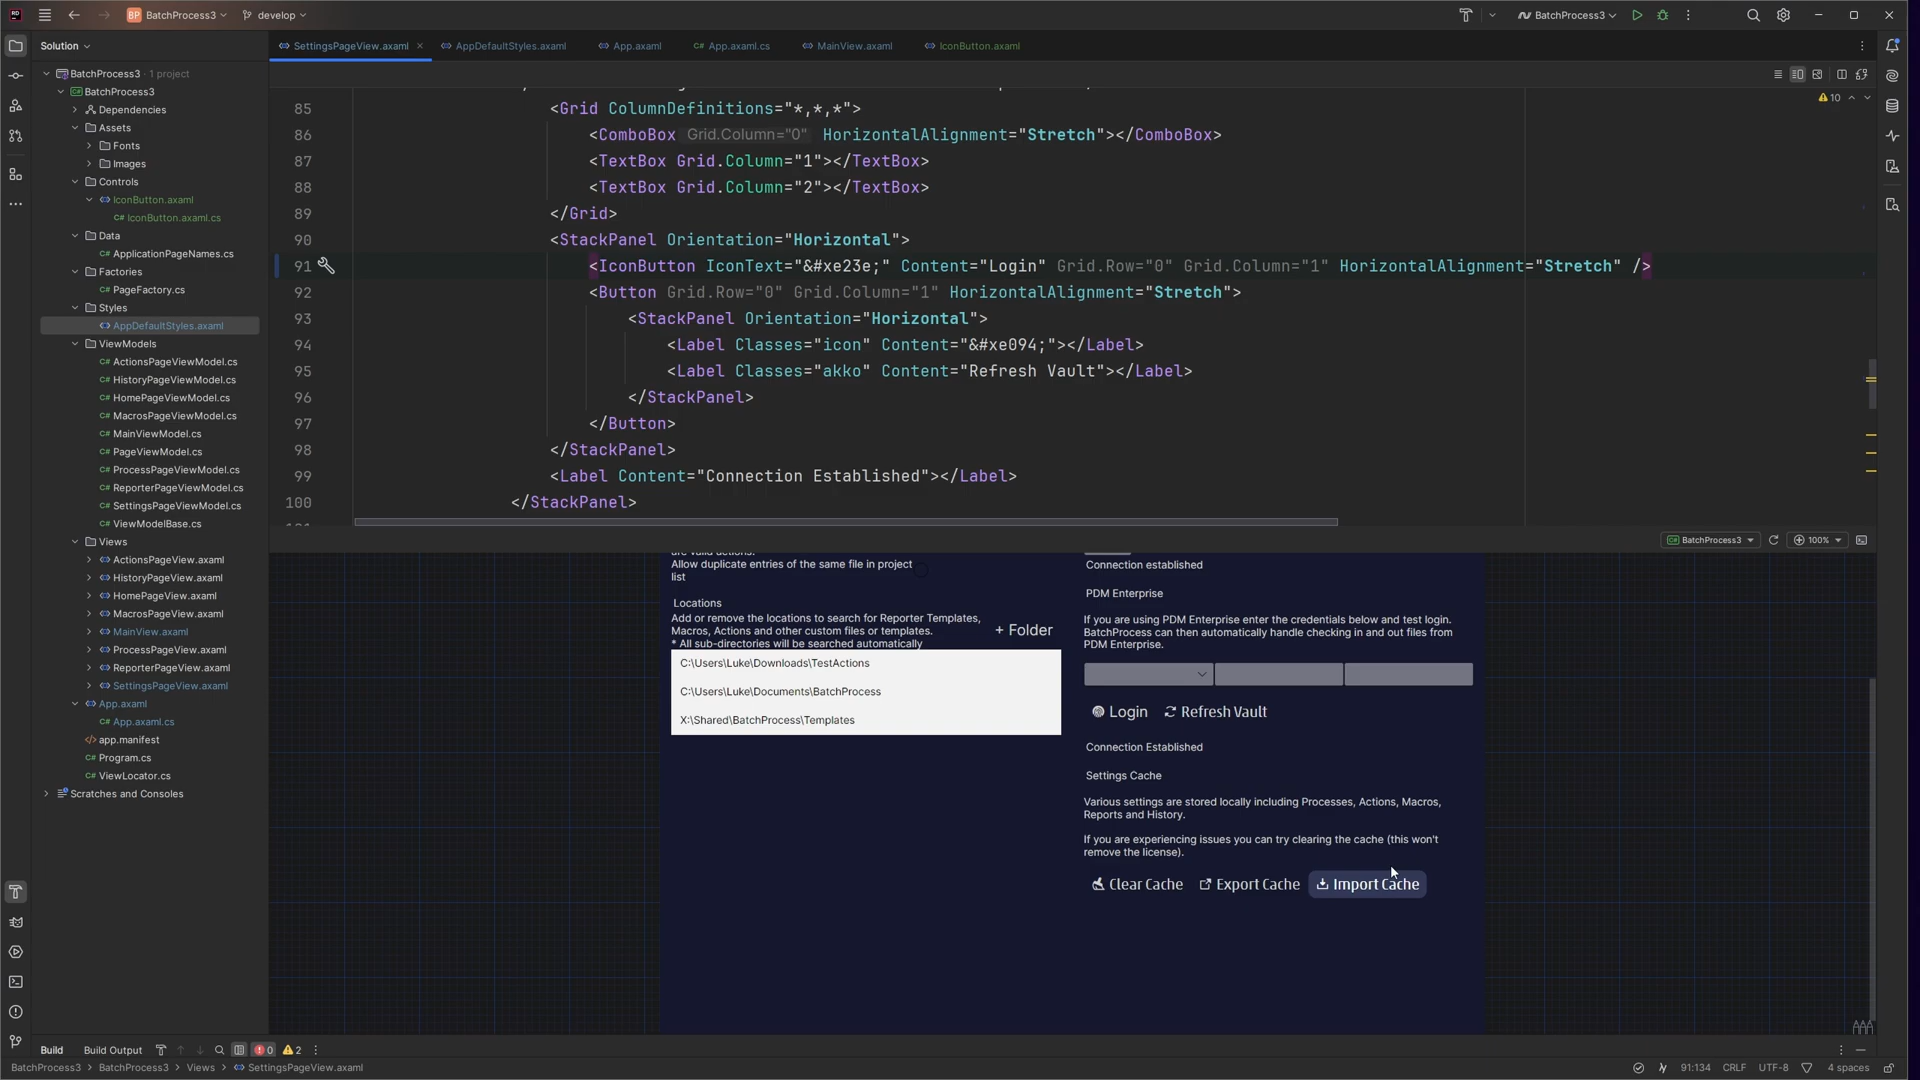 BP BatchProcess3 develop BatchProcess3
Solution
SettingsPageView.axaml AppDefaultStyles.axaml App.axaml C# App.axaml.cs MainView.axaml IconButton.axaml
BatchProcess3 · 1 project
BatchProcess3
Dependencies
Assets
Fonts
Images
Controls
IconButton.axaml
C# IconButton.axaml.cs
Data
C# ApplicationPageNames.cs
Factories
C# PageFactory.cs
Styles
AppDefaultStyles.axaml
ViewModels
C# ActionsPageViewModel.cs
C# HistoryPageViewModel.cs
C# HomePageViewModel.cs
C# MacrosPageViewModel.cs
C# MainViewModel.cs
C# PageViewModel.cs
C# ProcessPageViewModel.cs
C# ReporterPageViewModel.cs
C# SettingsPageViewModel.cs
C# ViewModelBase.cs
Views
ActionsPageView.axaml
HistoryPageView.axaml
HomePageView.axaml
MacrosPageView.axaml
MainView.axaml
ProcessPageView.axaml
ReporterPageView.axaml
SettingsPageView.axaml
App.axaml
C# App.axaml.cs
app.manifest
C# Program.cs
C# ViewLocator.cs
Scratches and Consoles
10
85 <Grid ColumnDefinitions="*,*,*">
86 <ComboBox Grid.Column="0" HorizontalAlignment="Stretch"></ComboBox>
87 <TextBox Grid.Column="1"></TextBox>
88 <TextBox Grid.Column="2"></TextBox>
89 </Grid>
90 <StackPanel Orientation="Horizontal">
91 <IconButton IconText="&#xe23e;" Content="Login" Grid.Row="0" Grid.Column="1" HorizontalAlignment="Stretch" />
92 <Button Grid.Row="0" Grid.Column="1" HorizontalAlignment="Stretch">
93 <StackPanel Orientation="Horizontal">
94 <Label Classes="icon" Content="&#xe094;"></Label>
95 <Label Classes="akko" Content="Refresh Vault"></Label>
96 </StackPanel>
97 </Button>
98 </StackPanel>
99 <Label Content="Connection Established"></Label>
100 </StackPanel>
BatchProcess3 100%
are valid actions.
Allow duplicate entries of the same file in project
list
Locations
Add or remove the locations to search for Reporter Templates,
Macros, Actions and other custom files or templates.
* All sub-directories will be searched automatically
+ Folder
C:\Users\Luke\Downloads\TestActions
C:\Users\Luke\Documents\BatchProcess
X:\Shared\BatchProcess\Templates
Connection established
PDM Enterprise
If you are using PDM Enterprise enter the credentials below and test login.
BatchProcess can then automatically handle checking in and out files from
PDM Enterprise.
Login Refresh Vault
Connection Established
Settings Cache
Various settings are stored locally including Processes, Actions, Macros,
Reports and History.
If you are experiencing issues you can try clearing the cache (this won't
remove the license).
Clear Cache Export Cache Import Cache
Build Build Output 0 2
BatchProcess3 > BatchProcess3 > Views > SettingsPageView.axaml
91:134 CRLF UTF-8 4 spaces